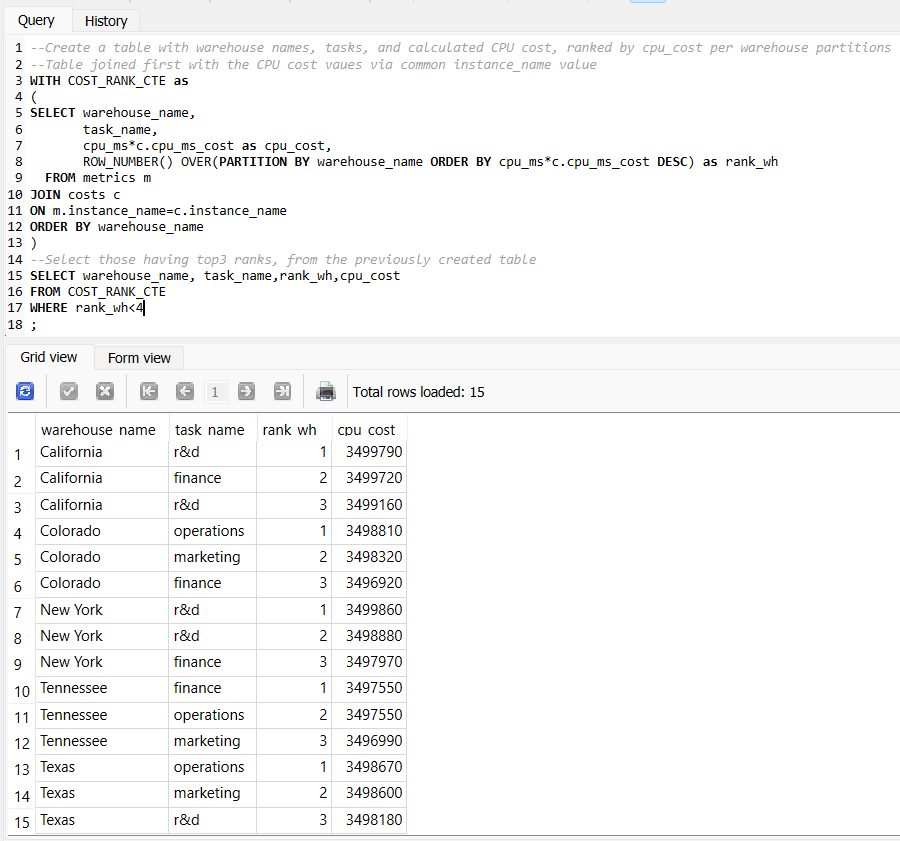 Query History
1 --Create a table with warehouse names, tasks, and calculated CPU cost, ranked by cpu_cost per warehouse partitions
2 --Table joined first with the CPU cost vaues via common instance_name value
3 WITH COST_RANK_CTE as
4 (
5 SELECT warehouse_name,
6 task_name,
7 cpu_ms*c.cpu_ms_cost as cpu_cost,
8 ROW_NUMBER() OVER(PARTITION BY warehouse_name ORDER BY cpu_ms*c.cpu_ms_cost DESC) as rank_wh
9 FROM metrics m
10 JOIN costs c
11 ON m.instance_name=c.instance_name
12 ORDER BY warehouse_name
13 )
14 --Select those having top3 ranks, from the previously created table
15 SELECT warehouse_name, task_name,rank_wh,cpu_cost
16 FROM COST_RANK_CTE
17 WHERE rank_wh<4
18 ;
Grid view Form view
1 Total rows loaded: 15
warehouse_name task_name rank_wh cpu_cost
1 California r&d 1 3499790
2 California finance 2 3499720
3 California r&d 3 3499160
4 Colorado operations 1 3498810
5 Colorado marketing 2 3498320
6 Colorado finance 3 3496920
7 New York r&d 1 3499860
8 New York r&d 2 3498880
9 New York finance 3 3497970
10 Tennessee finance 1 3497550
11 Tennessee operations 2 3497550
12 Tennessee marketing 3 3496990
13 Texas operations 1 3498670
14 Texas marketing 2 3498600
15 Texas r&d 3 3498180